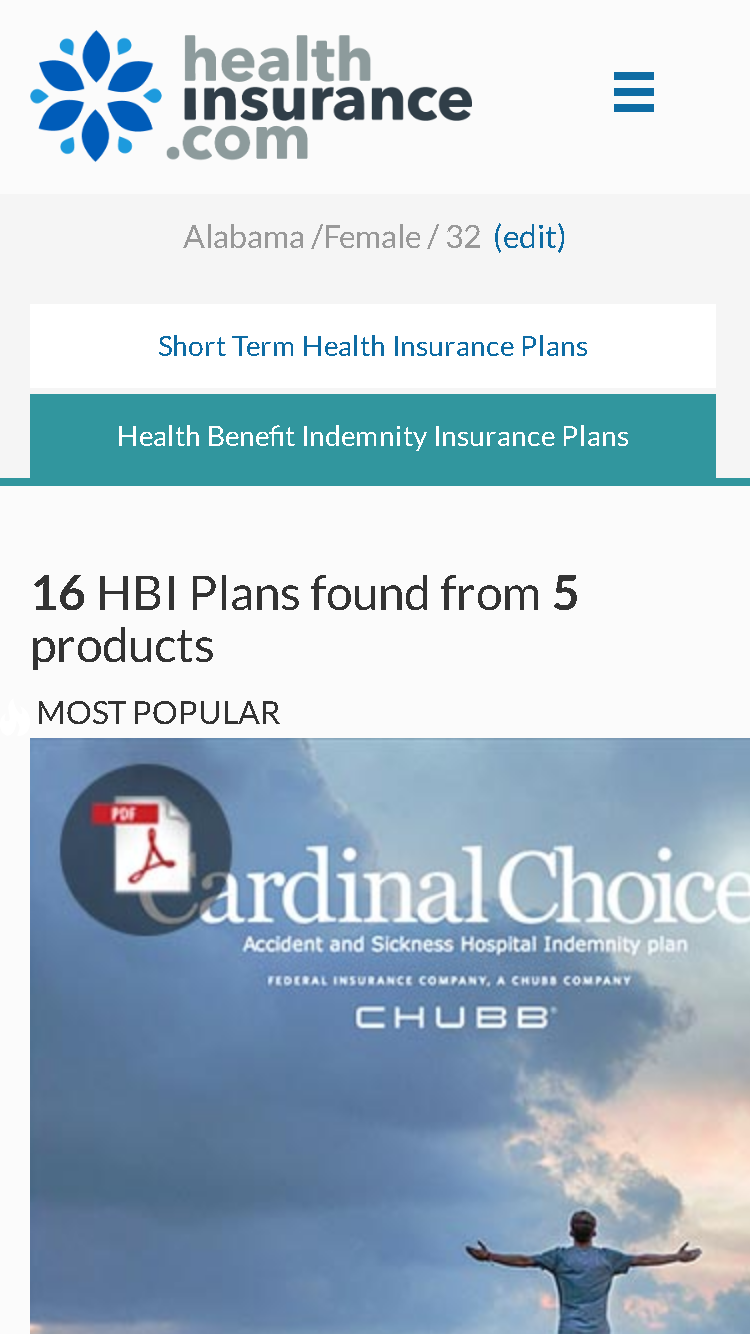 health
insurance
.com
Alabama /Female / 32 (edit)
Short Term Health Insurance Plans
Health Benefit Indemnity Insurance Plans
16 HBI Plans found from 5
products
MOST POPULAR
PDF
Cardinal Choice
Accident and Sickness Hospital Indemnity plan
FEDERAL INSURANCE COMPANY, A CHUBB COMPANY
CHUBB®